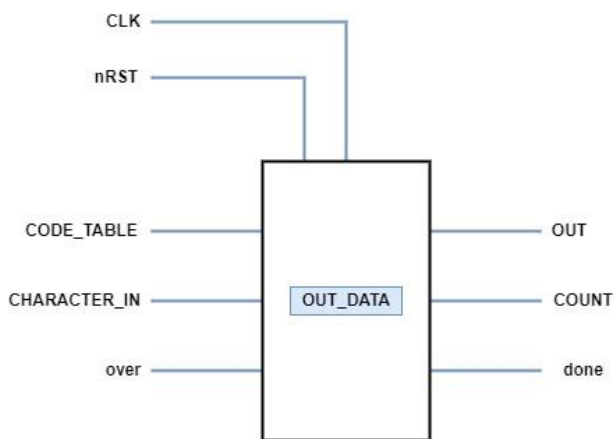 CLK
nRST
CODE_TABLE
OUT
CHARACTER_IN
OUT_DATA
COUNT
over
done